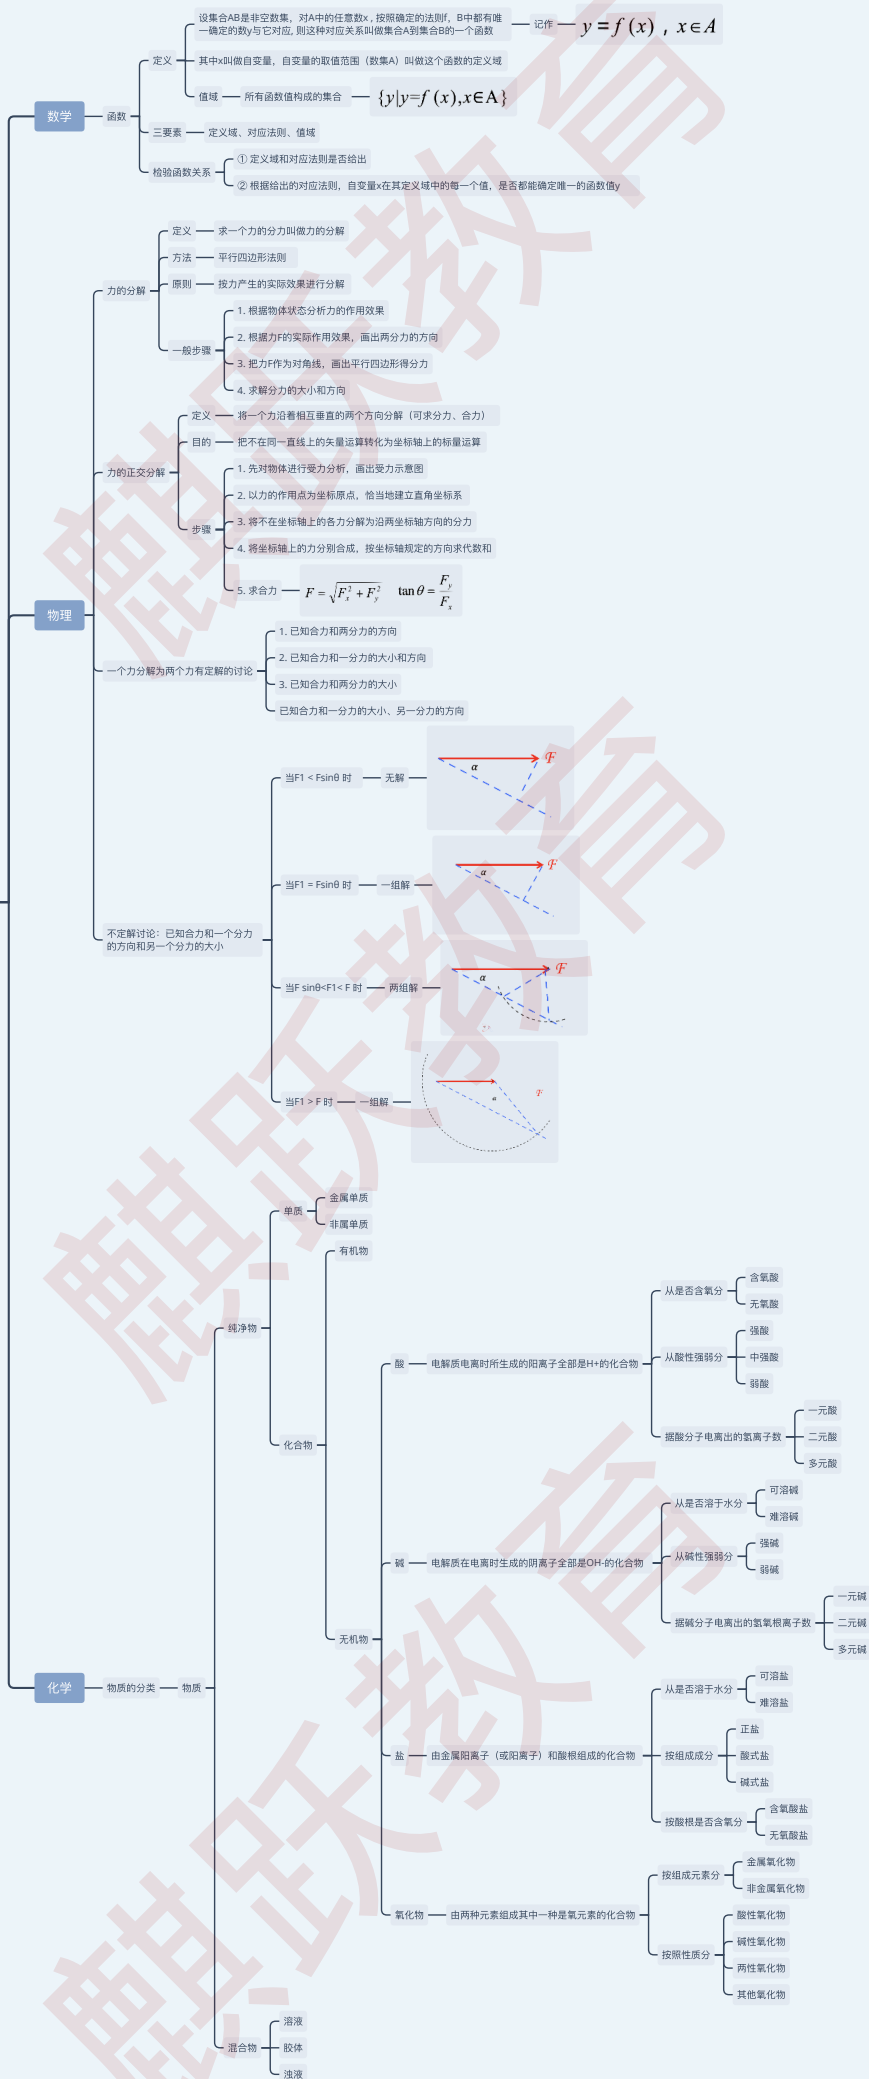 数学
函数
定义
设集合AB是非空数集，对A中的任意数x , 按照确定的法则f，B中都有唯
一确定的数y与它对应, 则这种对应关系叫做集合A到集合B的一个函数
记作
y = f (x) , x∈A
其中x叫做自变量，自变量的取值范围（数集A）叫做这个函数的定义域
值域
所有函数值构成的集合
{y|y=f (x),x∈A}
三要素
定义域、对应法则、值域
检验函数关系
① 定义域和对应法则是否给出
② 根据给出的对应法则，自变量x在其定义域中的每一个值，是否都能确定唯一的函数值y
物理
力的分解
定义
求一个力的分力叫做力的分解
方法
平行四边形法则
原则
按力产生的实际效果进行分解
一般步骤
1. 根据物体状态分析力的作用效果
2. 根据力F的实际作用效果，画出两分力的方向
3. 把力F作为对角线，画出平行四边形得分力
4. 求解分力的大小和方向
力的正交分解
定义
将一个力沿着相互垂直的两个方向分解（可求分力、合力）
目的
把不在同一直线上的矢量运算转化为坐标轴上的标量运算
步骤
1. 先对物体进行受力分析，画出受力示意图
2. 以力的作用点为坐标原点，恰当地建立直角坐标系
3. 将不在坐标轴上的各力分解为沿两坐标轴方向的分力
4. 将坐标轴上的力分别合成，按坐标轴规定的方向求代数和
5. 求合力
F = √(Fx² + Fy²) tanθ = Fy/Fx
一个力分解为两个力有定解的讨论
1. 已知合力和两分力的方向
2. 已知合力和一分力的大小和方向
3. 已知合力和两分力的大小
已知合力和一分力的大小、另一分力的方向
不定解讨论：已知合力和一个分力
的方向和另一个分力的大小
当F1 < Fsinθ 时
无解
α
F
当F1 = Fsinθ 时
一组解
α
F
当F sinθ<F1< F 时
两组解
α
F
当F1 > F 时
一组解
α
F
化学
物质的分类
物质
纯净物
单质
金属单质
非属单质
化合物
有机物
无机物
酸
电解质电离时所生成的阳离子全部是H+的化合物
从是否含氧分
含氧酸
无氧酸
从酸性强弱分
强酸
中强酸
弱酸
据酸分子电离出的氢离子数
一元酸
二元酸
多元酸
碱
电解质在电离时生成的阴离子全部是OH-的化合物
从是否溶于水分
可溶碱
难溶碱
从碱性强弱分
强碱
弱碱
据碱分子电离出的氢氧根离子数
一元碱
二元碱
多元碱
盐
由金属阳离子（或阳离子）和酸根组成的化合物
从是否溶于水分
可溶盐
难溶盐
按组成成分
正盐
酸式盐
碱式盐
按酸根是否含氧分
含氧酸盐
无氧酸盐
氧化物
由两种元素组成其中一种是氧元素的化合物
按组成元素分
金属氧化物
非金属氧化物
按照性质分
酸性氧化物
碱性氧化物
两性氧化物
其他氧化物
混合物
溶液
胶体
浊液
麒跃教育
麒跃教育
麒跃教育